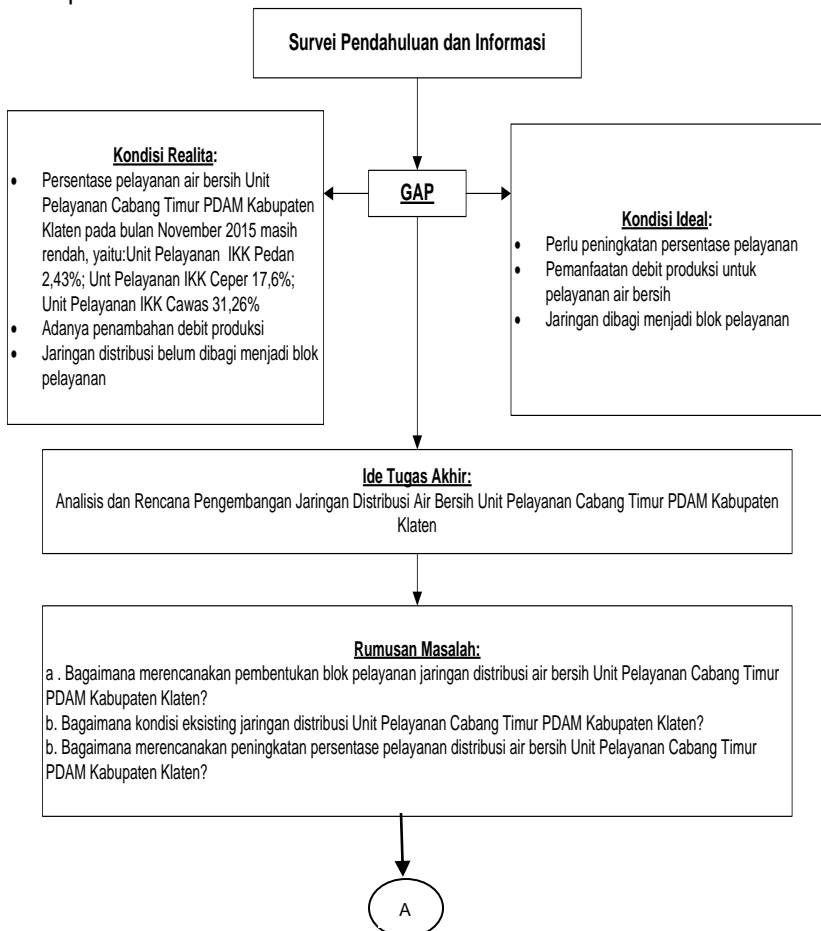 Survei Pendahuluan dan Informasi
Kondisi Realita:
• Persentase pelayanan air bersih Unit
Pelayanan Cabang Timur PDAM Kabupaten
Klaten pada bulan November 2015 masih
rendah, yaitu:Unit Pelayanan IKK Pedan
2,43%; Unt Pelayanan IKK Ceper 17,6%;
Unit Pelayanan IKK Cawas 31,26%
• Adanya penambahan debit produksi
• Jaringan distribusi belum dibagi menjadi blok
pelayanan
GAP
Kondisi Ideal:
• Perlu peningkatan persentase pelayanan
• Pemanfaatan debit produksi untuk
pelayanan air bersih
• Jaringan dibagi menjadi blok pelayanan
Ide Tugas Akhir:
Analisis dan Rencana Pengembangan Jaringan Distribusi Air Bersih Unit Pelayanan Cabang Timur PDAM Kabupaten
Klaten
Rumusan Masalah:
a . Bagaimana merencanakan pembentukan blok pelayanan jaringan distribusi air bersih Unit Pelayanan Cabang Timur
PDAM Kabupaten Klaten?
b. Bagaimana kondisi eksisting jaringan distribusi Unit Pelayanan Cabang Timur PDAM Kabupaten Klaten?
b. Bagaimana merencanakan peningkatan persentase pelayanan distribusi air bersih Unit Pelayanan Cabang Timur
PDAM Kabupaten Klaten?
A